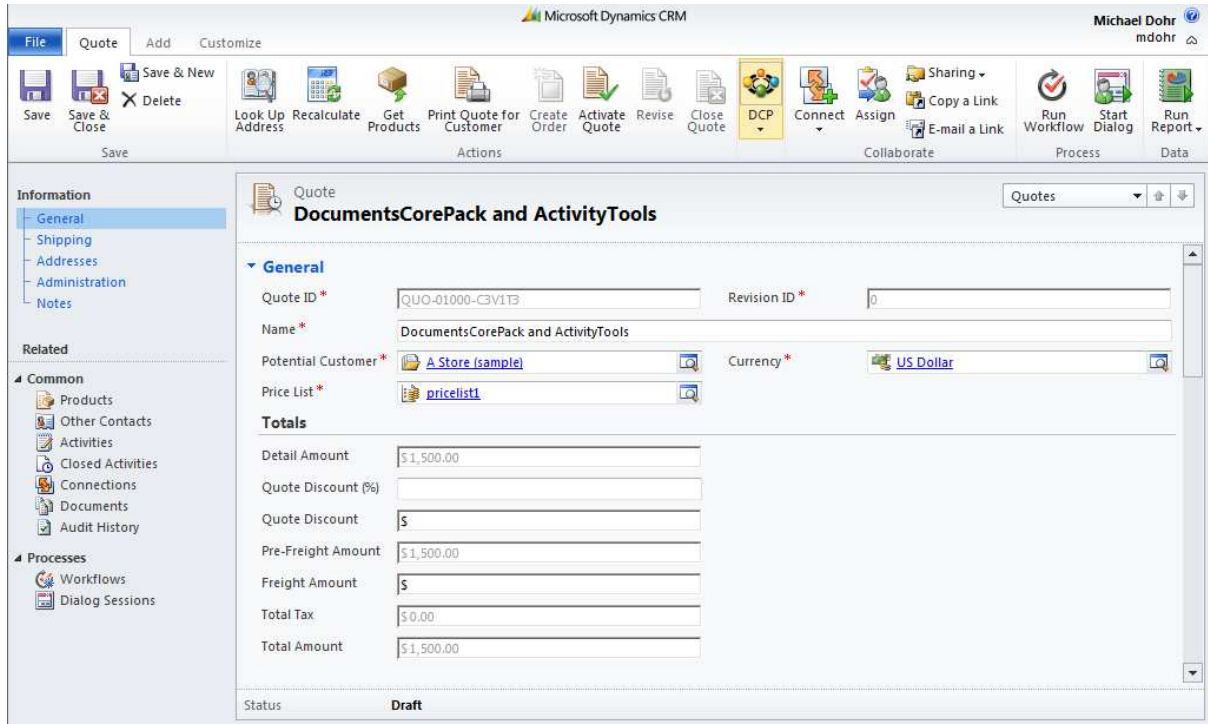 Microsoft Dynamics CRM
Michael Dohr
mdohr
File Quote Add Customize
Save
Save & Close
Save & New
Delete
Look Up Address
Recalculate
Get Products
Print Quote for Customer
Create Order
Activate Quote
Revise
Close Quote
DCP
Connect
Assign
Sharing
Copy a Link
E-mail a Link
Run Workflow
Start Dialog
Run Report
Save Actions Collaborate Process Data
Information
General
Shipping
Addresses
Administration
Notes
Related
Common
Products
Other Contacts
Activities
Closed Activities
Connections
Documents
Audit History
Processes
Workflows
Dialog Sessions
Quote
DocumentsCorePack and ActivityTools
Quotes
General
Quote ID * QUO-01000-C3V1T3 Revision ID * 0
Name * DocumentsCorePack and ActivityTools
Potential Customer * A Store (sample) Currency * US Dollar
Price List * pricelist1
Totals
Detail Amount $1,500.00
Quote Discount (%)
Quote Discount $
Pre-Freight Amount $1,500.00
Freight Amount $
Total Tax $0.00
Total Amount $1,500.00
Status Draft